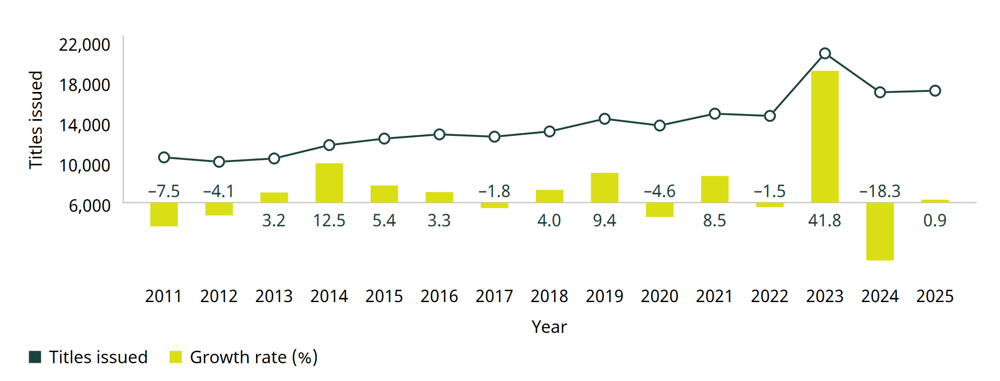 22,000
18,000
14,000
10,000
6,000
Titles issued
–7.5 –4.1 –1.8 –4.6 –1.5 –18.3
3.2 12.5 5.4 3.3 4.0 9.4 8.5 41.8 0.9
2011 2012 2013 2014 2015 2016 2017 2018 2019 2020 2021 2022 2023 2024 2025
Year
Titles issued Growth rate (%)